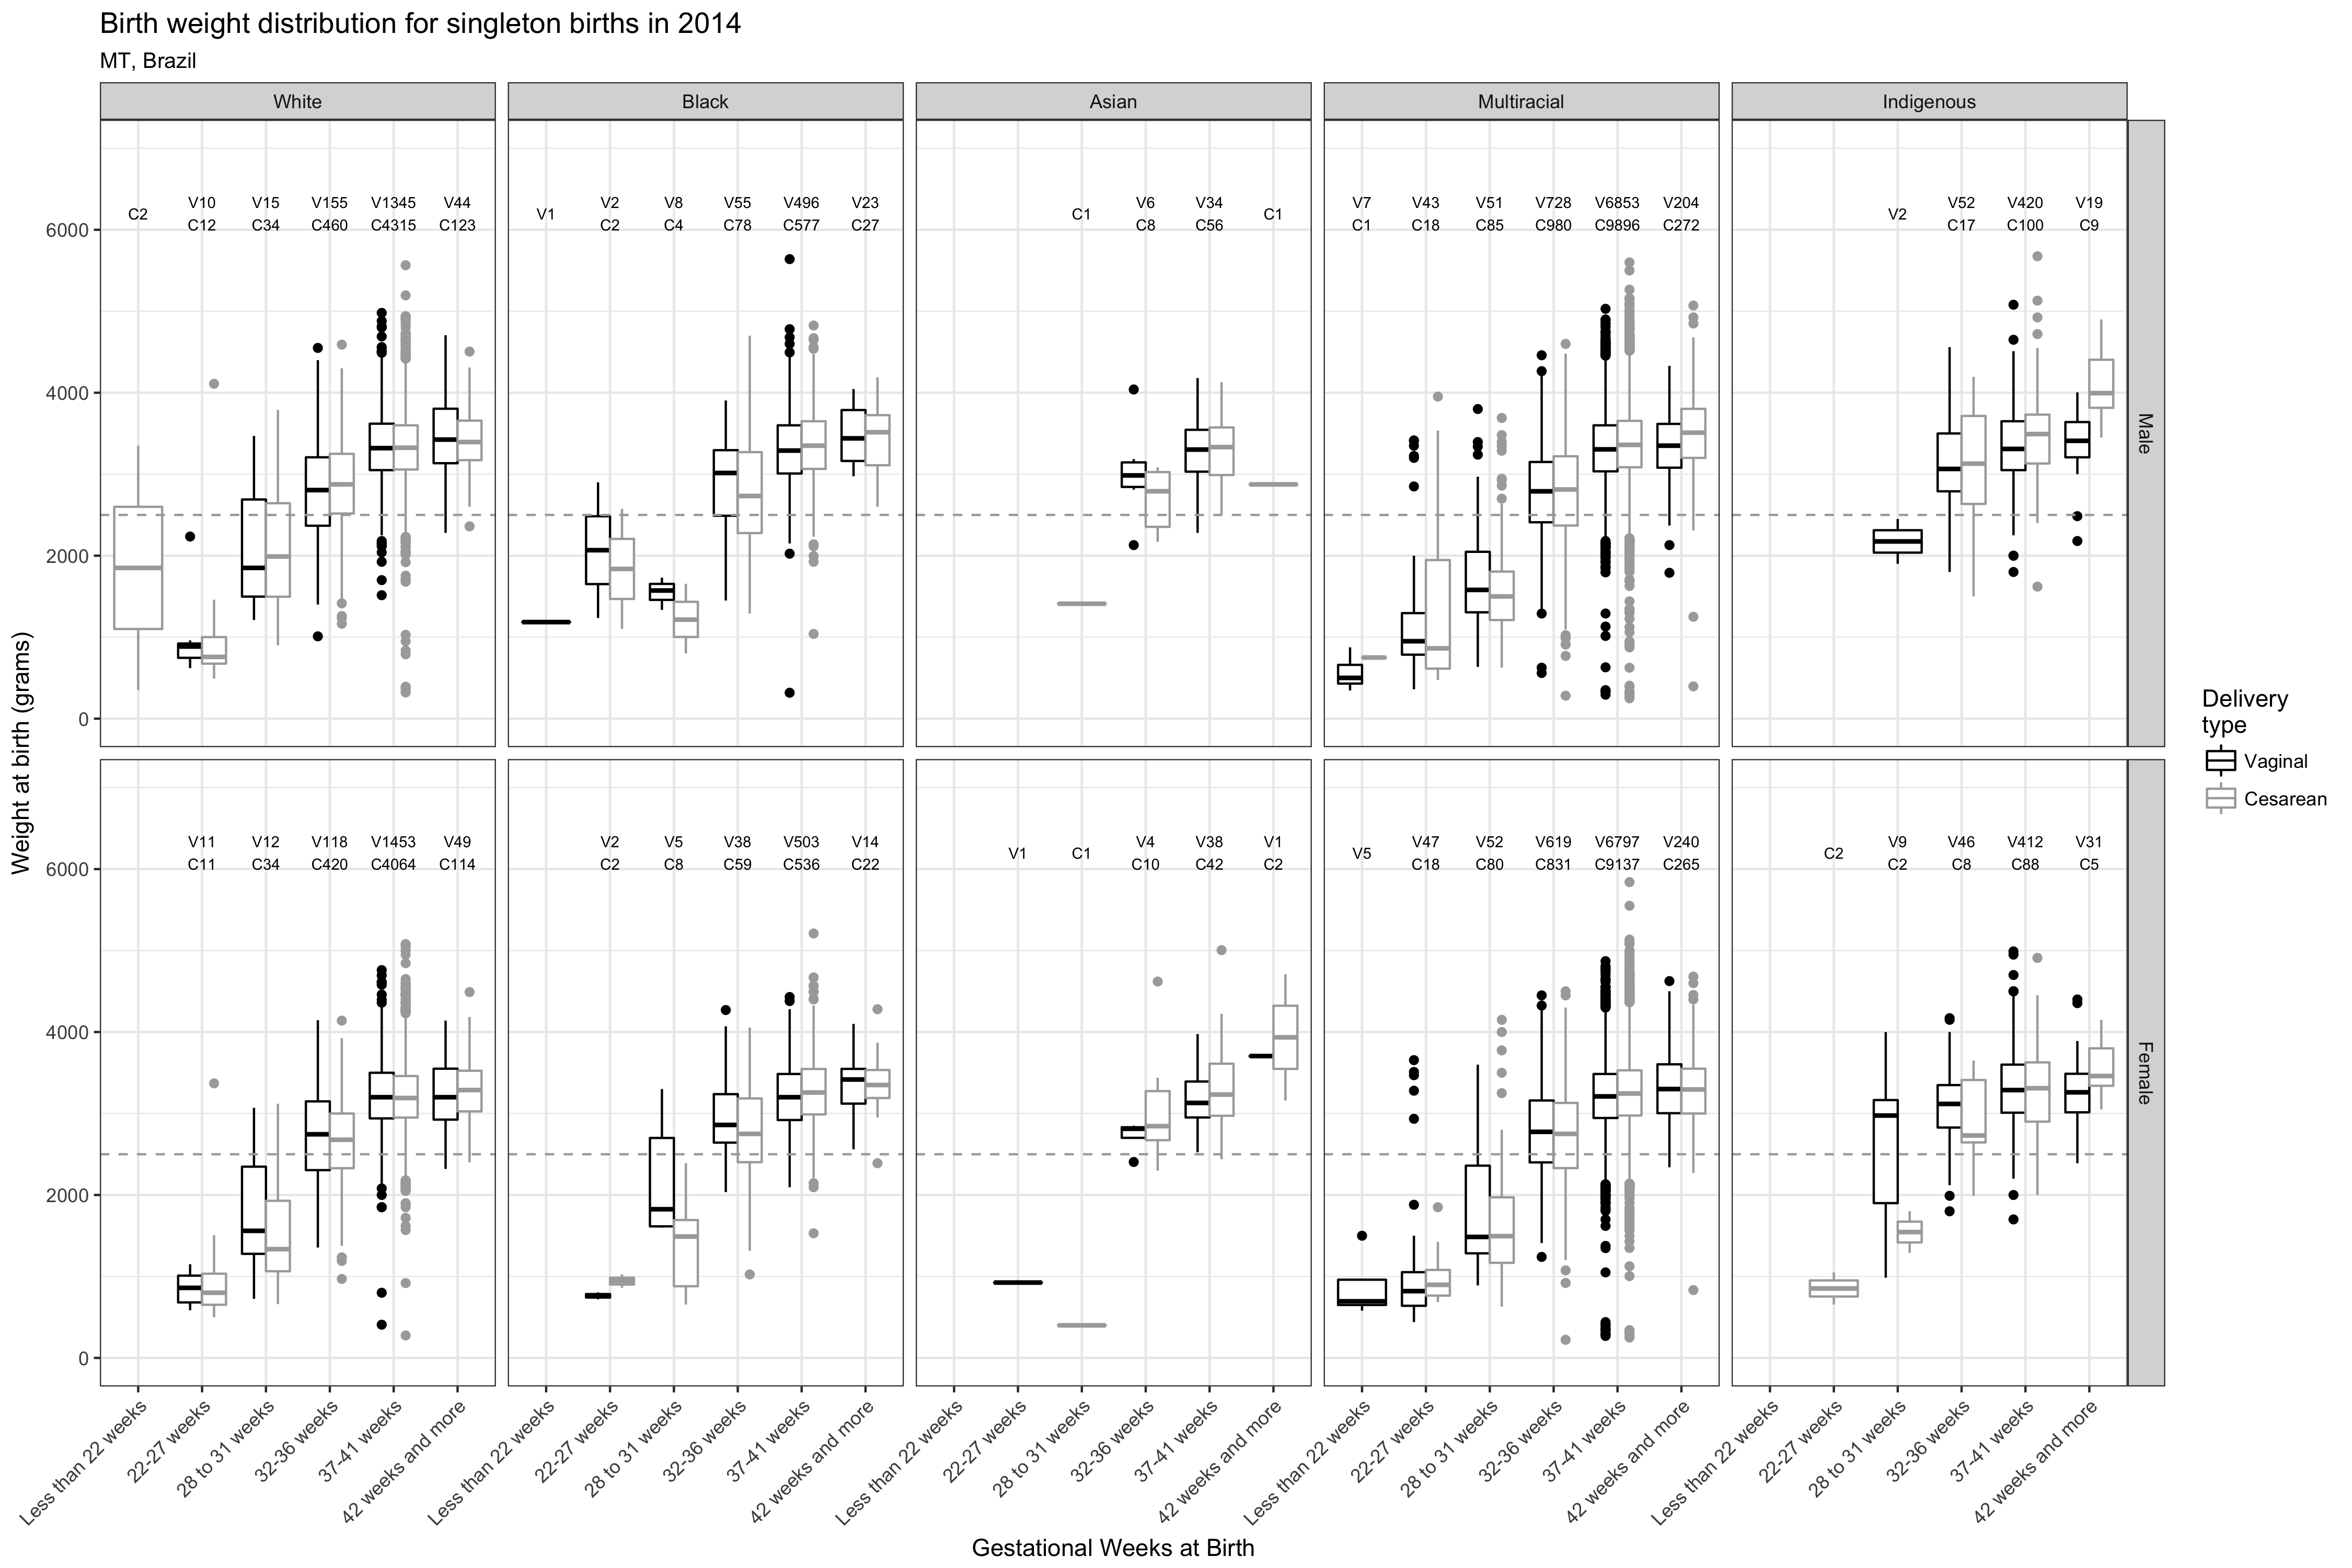 Birth weight distribution for singleton births in 2014
MT, Brazil
White Black Asian Multiracial Indigenous
V10 V15 V155 V1345 V44 V2 V8 V55 V496 V23 V6 V34 V7 V43 V51 V728 V6853 V204 V52 V420 V19
C2 V1 C1 C1 V2
C12 C34 C460 C4315 C123 C2 C4 C78 C577 C27 C8 C56 C1 C18 C85 C980 C9896 C272 C17 C100 C9
6000
4000
2000
0
Male
V11 V12 V118 V1453 V49 V2 V5 V38 V503 V14 V4 V38 V1 V47 V52 V619 V6797 V240 V9 V46 V412 V31
V1 C1 V5 C2
C11 C34 C420 C4064 C114 C2 C8 C59 C536 C22 C10 C42 C2 C18 C80 C831 C9137 C265 C2 C8 C88 C5
6000
4000
2000
0
Female
Weight at birth (grams)
Less than 22 weeks
22-27 weeks
28 to 31 weeks
32-36 weeks
37-41 weeks
42 weeks and more
Less than 22 weeks
22-27 weeks
28 to 31 weeks
32-36 weeks
37-41 weeks
42 weeks and more
Less than 22 weeks
22-27 weeks
28 to 31 weeks
32-36 weeks
37-41 weeks
42 weeks and more
Less than 22 weeks
22-27 weeks
28 to 31 weeks
32-36 weeks
37-41 weeks
42 weeks and more
Less than 22 weeks
22-27 weeks
28 to 31 weeks
32-36 weeks
37-41 weeks
42 weeks and more
Gestational Weeks at Birth
Delivery
type
Vaginal
Cesarean